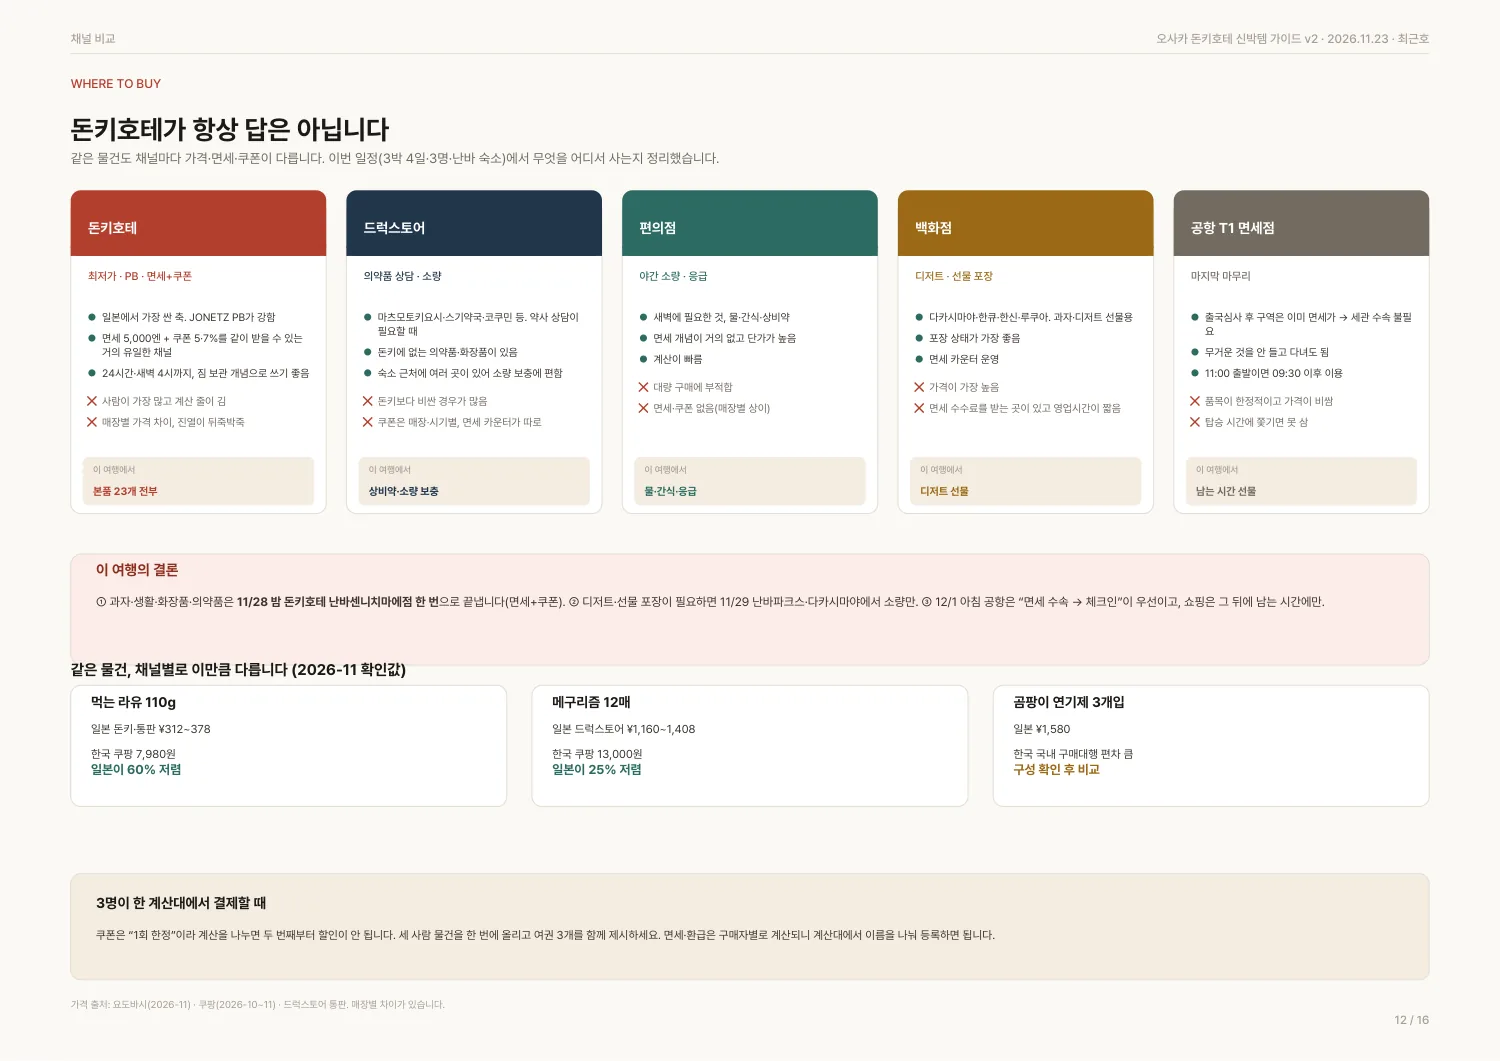 채널 비교
오사카 돈키호테 신박템 가이드 v2 · 2026.11.23 · 최근호
WHERE TO BUY
돈키호테가 항상 답은 아닙니다
같은 물건도 채널마다 가격·면세·쿠폰이 다릅니다. 이번 일정(3박 4일·3명·난바 숙소)에서 무엇을 어디서 사는지 정리했습니다.
돈키호테
최저가 · PB · 면세+쿠폰
일본에서 가장 싼 축. JONETZ PB가 강함
면세 5,000엔 + 쿠폰 5·7%를 같이 받을 수 있는
거의 유일한 채널
24시간·새벽 4시까지, 짐 보관 개념으로 쓰기 좋음
사람이 가장 많고 계산 줄이 김
매장별 가격 차이, 진열이 뒤죽박죽
이 여행에서
본품 23개 전부
드럭스토어
의약품 상담 · 소량
마츠모토키요시·스기약국·코쿠민 등. 약사 상담이
필요할 때
돈키에 없는 의약품·화장품이 있음
숙소 근처에 여러 곳이 있어 소량 보충에 편함
돈키보다 비싼 경우가 많음
쿠폰은 매장·시기별, 면세 카운터가 따로
이 여행에서
상비약·소량 보충
편의점
야간 소량 · 응급
새벽에 필요한 것, 물·간식·상비약
면세 개념이 거의 없고 단가가 높음
계산이 빠름
대량 구매에 부적합
면세·쿠폰 없음(매장별 상이)
이 여행에서
물·간식·응급
백화점
디저트 · 선물 포장
다카시마야·한큐·한신·루쿠아. 과자·디저트 선물용
포장 상태가 가장 좋음
면세 카운터 운영
가격이 가장 높음
면세 수수료를 받는 곳이 있고 영업시간이 짧음
이 여행에서
디저트 선물
공항 T1 면세점
마지막 마무리
출국심사 후 구역은 이미 면세가 → 세관 수속 불필
요
무거운 것을 안 들고 다녀도 됨
11:00 출발이면 09:30 이후 이용
품목이 한정적이고 가격이 비쌈
탑승 시간에 쫓기면 못 삼
이 여행에서
남는 시간 선물
이 여행의 결론
① 과자·생활·화장품·의약품은 11/28 밤 돈키호테 난바센니치마에점 한 번으로 끝냅니다(면세+쿠폰). ② 디저트·선물 포장이 필요하면 11/29 난바파크스·다카시마야에서 소량만. ③ 12/1 아침 공항은 “면세 수속 → 체크인”이 우선이고, 쇼핑은 그 뒤에 남는 시간에만.
같은 물건, 채널별로 이만큼 다릅니다 (2026-11 확인값)
먹는 라유 110g
일본 돈키·통판 ¥312~378
한국 쿠팡 7,980원
일본이 60% 저렴
메구리즘 12매
일본 드럭스토어 ¥1,160~1,408
한국 쿠팡 13,000원
일본이 25% 저렴
곰팡이 연기제 3개입
일본 ¥1,580
한국 국내 구매대행 편차 큼
구성 확인 후 비교
3명이 한 계산대에서 결제할 때
쿠폰은 “1회 한정”이라 계산을 나누면 두 번째부터 할인이 안 됩니다. 세 사람 물건을 한 번에 올리고 여권 3개를 함께 제시하세요. 면세·환급은 구매자별로 계산되니 계산대에서 이름을 나눠 등록하면 됩니다.
가격 출처: 요도바시(2026-11) · 쿠팡(2026-10~11) · 드럭스토어 통판. 매장별 차이가 있습니다.
12 / 16